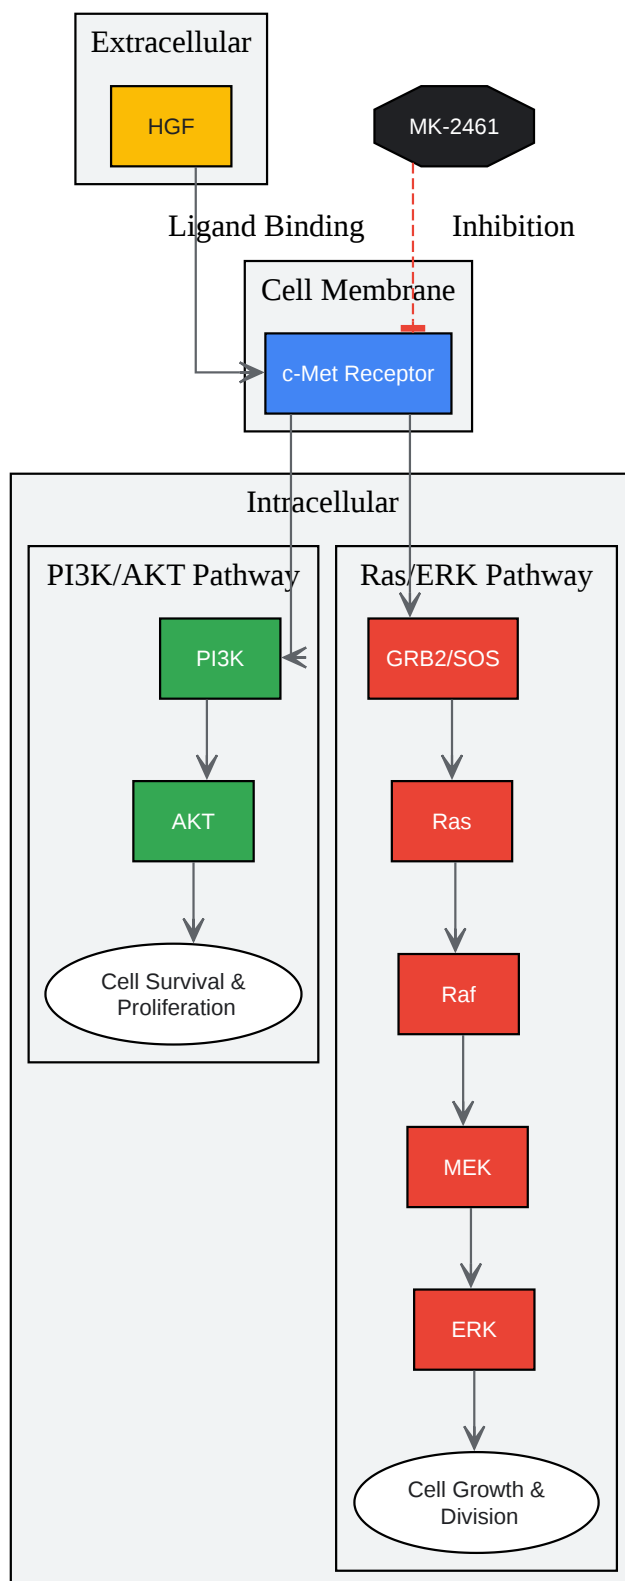 Extracellular
HGF
MK-2461
Ligand Binding
Inhibition
Cell Membrane
c-Met Receptor
Intracellular
PI3K/AKT Pathway
PI3K
AKT
Cell Survival &
Proliferation
Ras/ERK Pathway
GRB2/SOS
Ras
Raf
MEK
ERK
Cell Growth &
Division